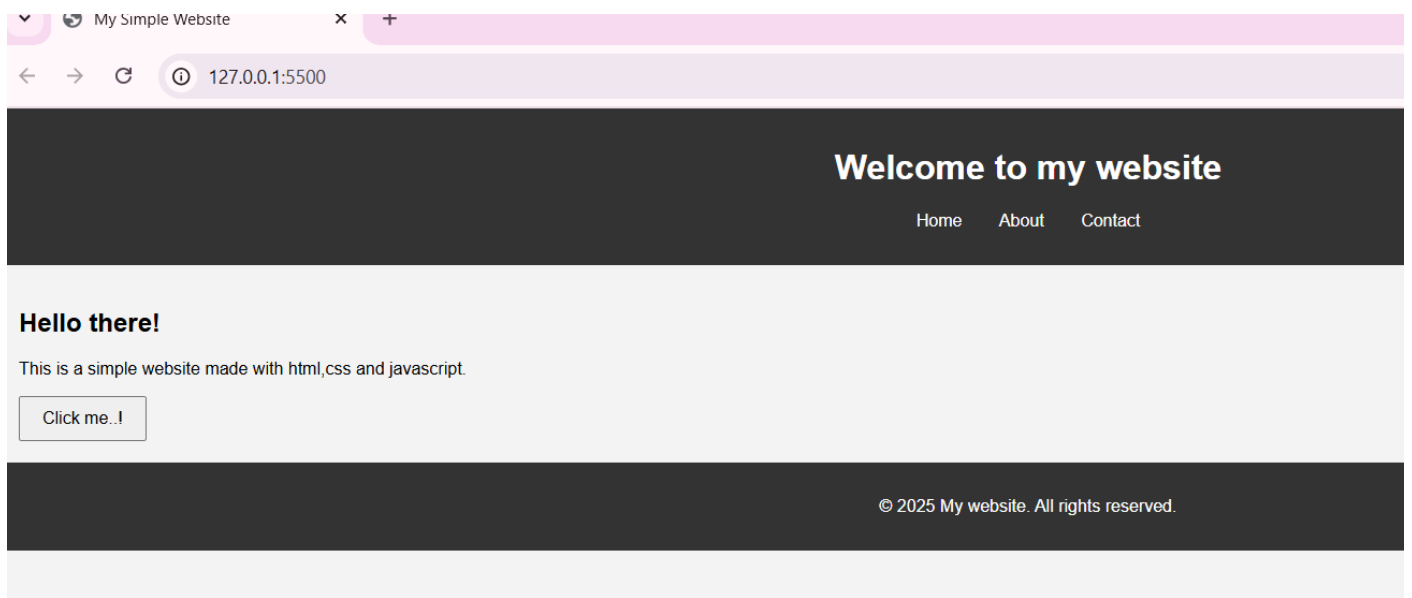 My Simple Website
127.0.0.1:5500
Welcome to my website
Home About Contact
Hello there!
This is a simple website made with html,css and javascript.
Click me..!
© 2025 My website. All rights reserved.